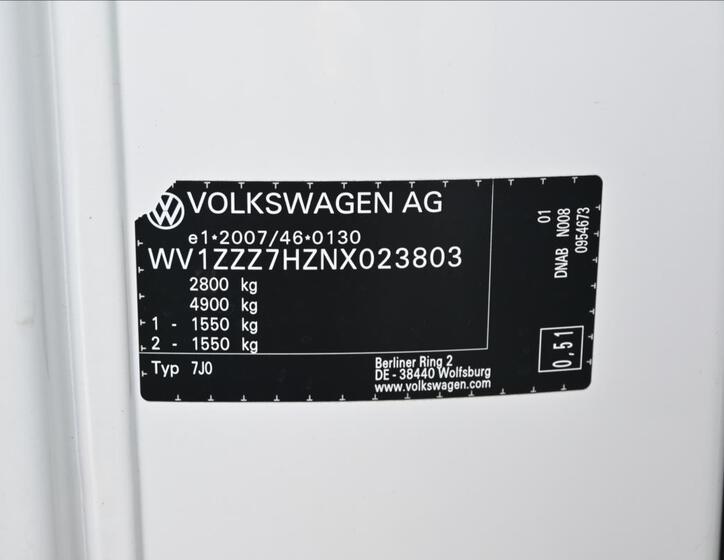 VOLKSWAGEN AG
e1*2007/46*0130
WV1ZZZ7HZNX023803
2800 kg
4900 kg
1 - 1550 kg
2 - 1550 kg
Typ 7J0
Berliner Ring 2
DE - 38440 Wolfsburg
www.volkswagen.com
01
DNAB N008
0954673
0,51